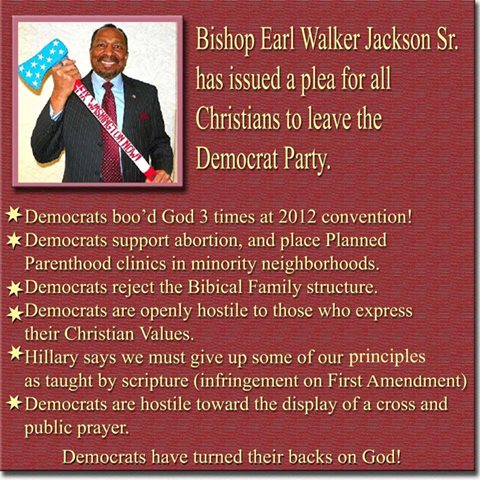 Bishop Earl Walker Jackson Sr.
has issued a plea for all
Christians to leave the
Democrat Party.
WASHINGTON NOW!
Democrats boo'd God 3 times at 2012 convention!
Democrats support abortion, and place Planned
Parenthood clinics in minority neighborhoods.
Democrats reject the Bibical Family structure.
Democrats are openly hostile to those who express
their Christian Values.
Hillary says we must give up some of our principles
as taught by scripture (infringement on First Amendment)
Democrats are hostile toward the display of a cross and
public prayer.
Democrats have turned their backs on God!